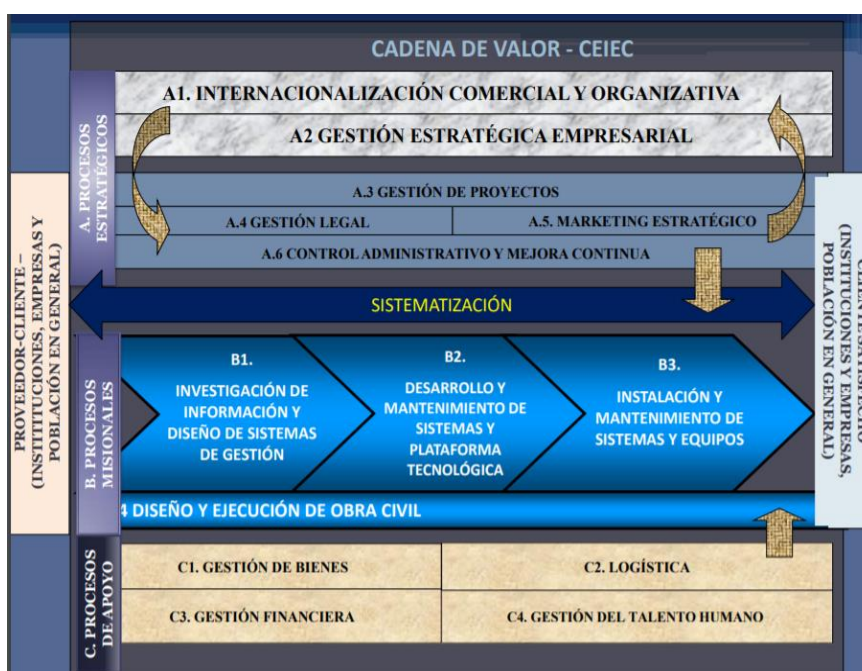 CADENA DE VALOR - CEIEC
A. PROCESOS
ESTRATÉGICOS
A1. INTERNACIONALIZACIÓN COMERCIAL Y ORGANIZATIVA
A2 GESTIÓN ESTRATÉGICA EMPRESARIAL
A.3 GESTIÓN DE PROYECTOS
A.4 GESTIÓN LEGAL
A.5. MARKETING ESTRATÉGICO
A.6 CONTROL ADMINISTRATIVO Y MEJORA CONTINUA
PROVEEDOR-CLIENTE –
(INSTITUCIONES, EMPRESAS Y
POBLACIÓN EN GENERAL)
SISTEMATIZACIÓN
(INSTITUCIONES Y EMPRESAS,
POBLACIÓN EN GENERAL)
B. PROCESOS
MISIONALES
B1.
INVESTIGACIÓN DE
INFORMACIÓN Y
DISEÑO DE SISTEMAS
DE GESTIÓN
B2.
DESARROLLO Y
MANTENIMIENTO DE
SISTEMAS Y
PLATAFORMA
TECNOLÓGICA
B3.
INSTALACIÓN Y
MANTENIMIENTO DE
SISTEMAS Y EQUIPOS
4 DISEÑO Y EJECUCIÓN DE OBRA CIVIL
C. PROCESOS
DE APOYO
C1. GESTIÓN DE BIENES
C2. LOGÍSTICA
C3. GESTIÓN FINANCIERA
C4. GESTIÓN DEL TALENTO HUMANO